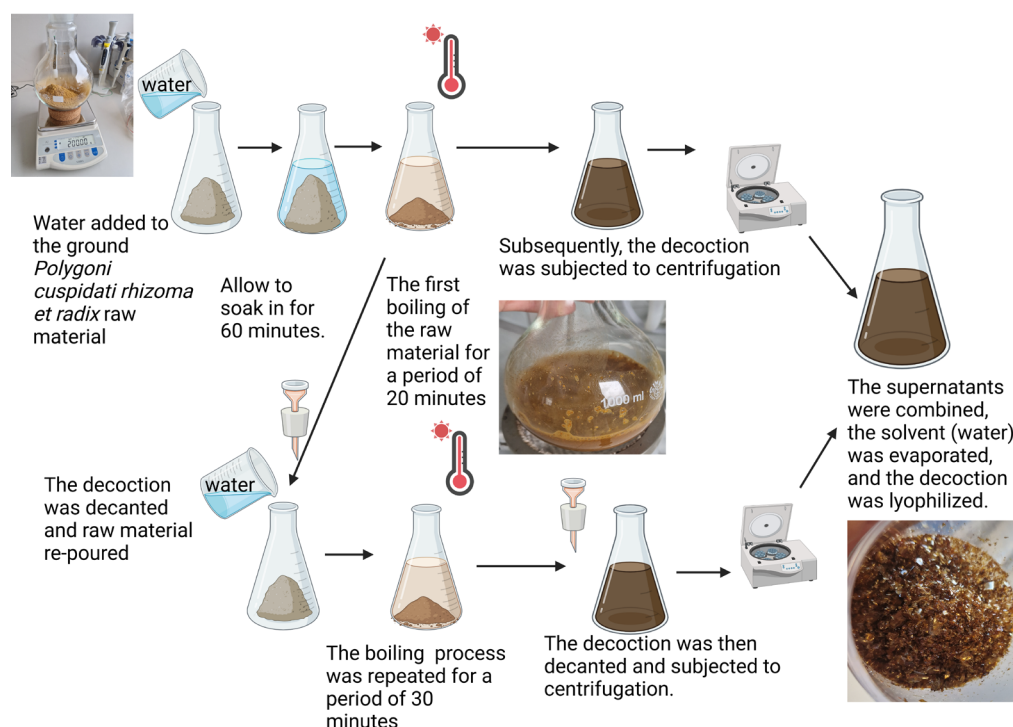 water
Water added to
the ground
Polygoni
cuspidati rhizoma
et radix raw
material
Allow to
soak in for
60 minutes.
The first
boiling of
the raw
material for
a period of
20 minutes
Subsequently, the decoction
was subjected to centrifugation
1000 ml
The supernatants
were combined,
the solvent (water)
was evaporated,
and the decoction
was lyophilized.
The decoction
was decanted
and raw material
re-poured
water
The boiling process
was repeated for a
period of 30
minutes
The decoction was then
decanted and subjected to
centrifugation.